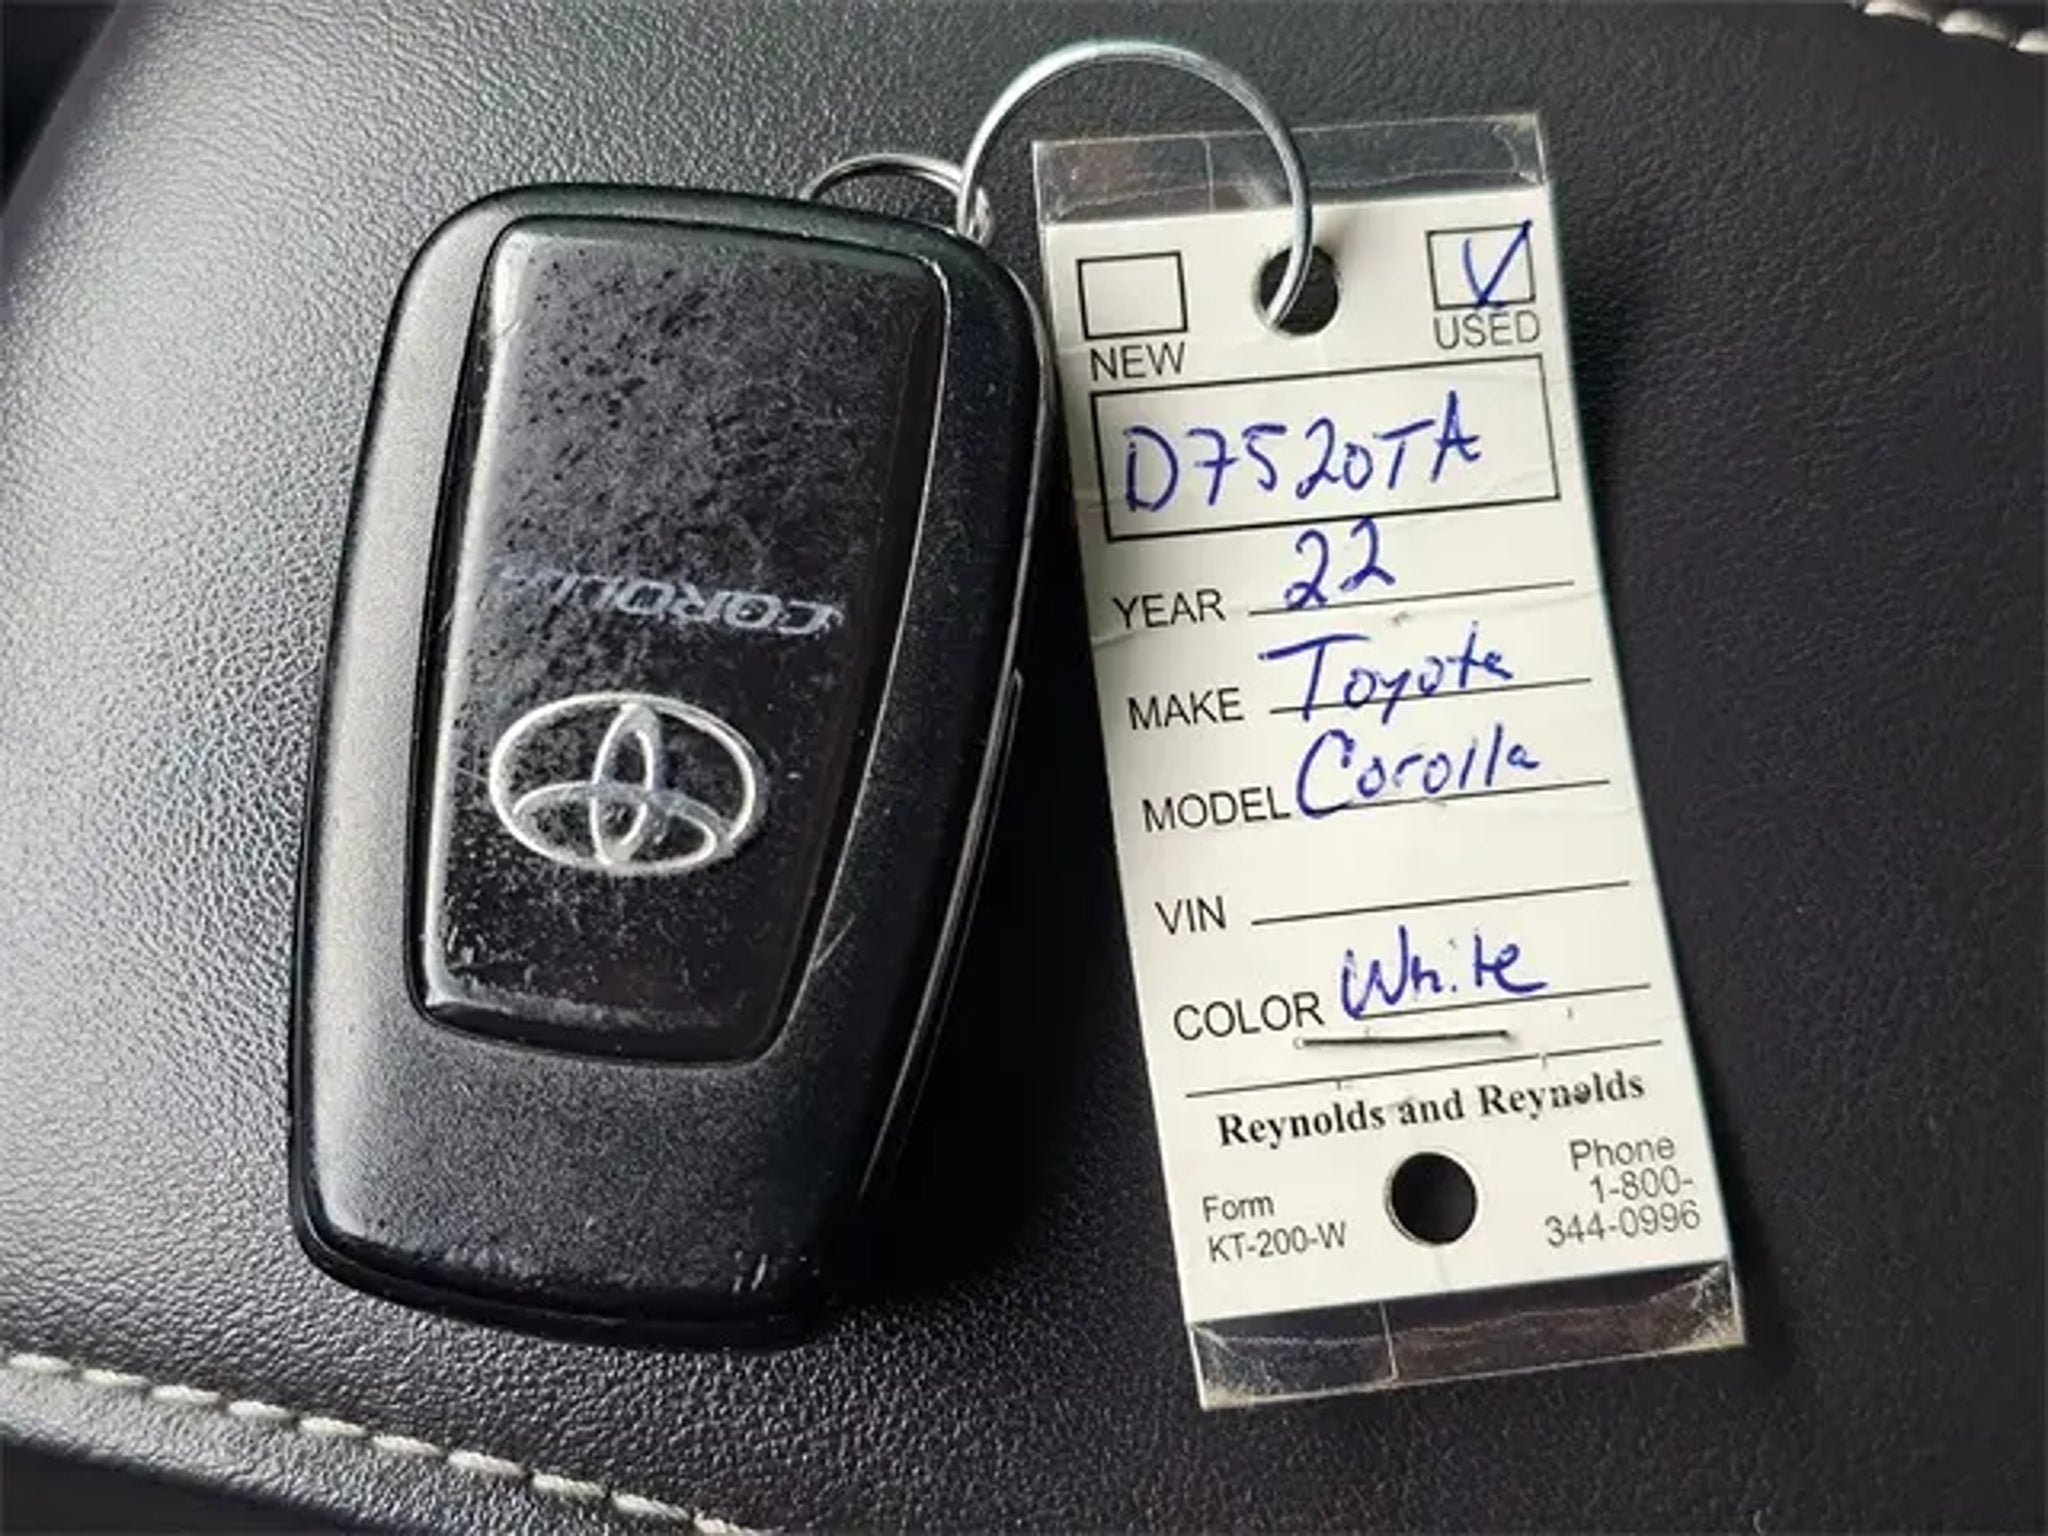 COROLLA
NEW
USED
D7520TA
YEAR 22
MAKE Toyota
MODEL Corolla
VIN
COLOR White
Reynolds and Reynolds
Form
KT-200-W
Phone
1-800-
344-0996